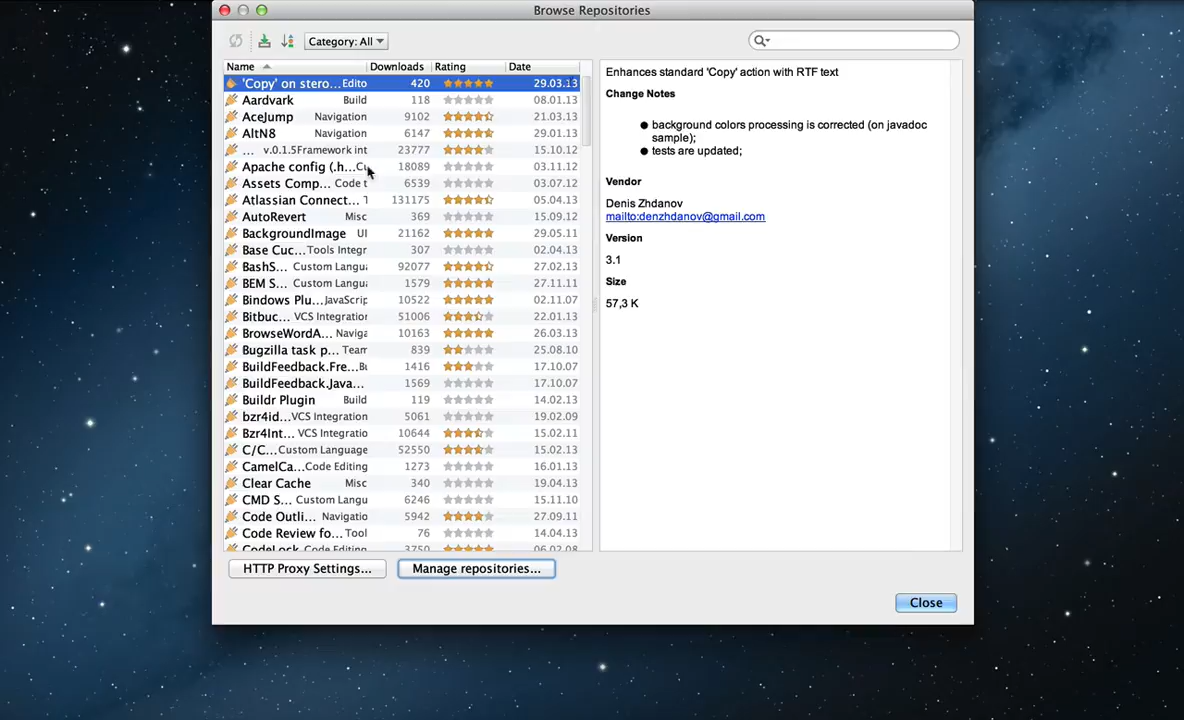 Browse Repositories
Category: All
Name Downloads Rating Date
'Copy' on stero... Edito 420 29.03.13
Aardvark Build 118 08.01.13
AceJump Navigation 9102 21.03.13
AltN8 Navigation 6147 29.01.13
... v.0.1.5Framework int 23777 15.10.12
Apache config (.h... 18089 03.11.12
Assets Comp... Code t 6539 03.07.12
Atlassian Connect... T 131175 05.04.13
AutoRevert Misc 369 15.09.12
BackgroundImage UI 21162 29.05.11
Base Cuc... Tools Integr 307 02.04.13
BashS... Custom Langua 92077 27.02.13
BEM S... Custom Langua 1579 27.11.11
Bindows Plu... JavaScrip 10522 02.11.07
Bitbuc... VCS Integration 51006 22.01.13
BrowseWordA... Naviga 10163 26.03.13
Bugzilla task p... Team 839 25.08.10
BuildFeedback.Fre... Bu 1416 17.10.07
BuildFeedback.Java... 1569 17.10.07
Buildr Plugin Build 119 14.02.13
bzr4id... VCS Integration 5061 19.02.09
Bzr4Int... VCS Integratio 10644 15.02.11
C/C... Custom Language 52550 15.02.13
CamelCa... Code Editing 1273 16.01.13
Clear Cache Misc 340 19.04.13
CMD S... Custom Langu 6246 15.11.10
Code Outli... Navigatio 5942 27.09.11
Code Review fo... Tool 76 14.04.13
CodeLock Code Editing 3750 06.02.08
Enhances standard 'Copy' action with RTF text
Change Notes
● background colors processing is corrected (on javadoc
sample);
● tests are updated;
Vendor
Denis Zhdanov
mailto:denzhdanov@gmail.com
Version
3.1
Size
57,3 K
HTTP Proxy Settings... Manage repositories...
Close